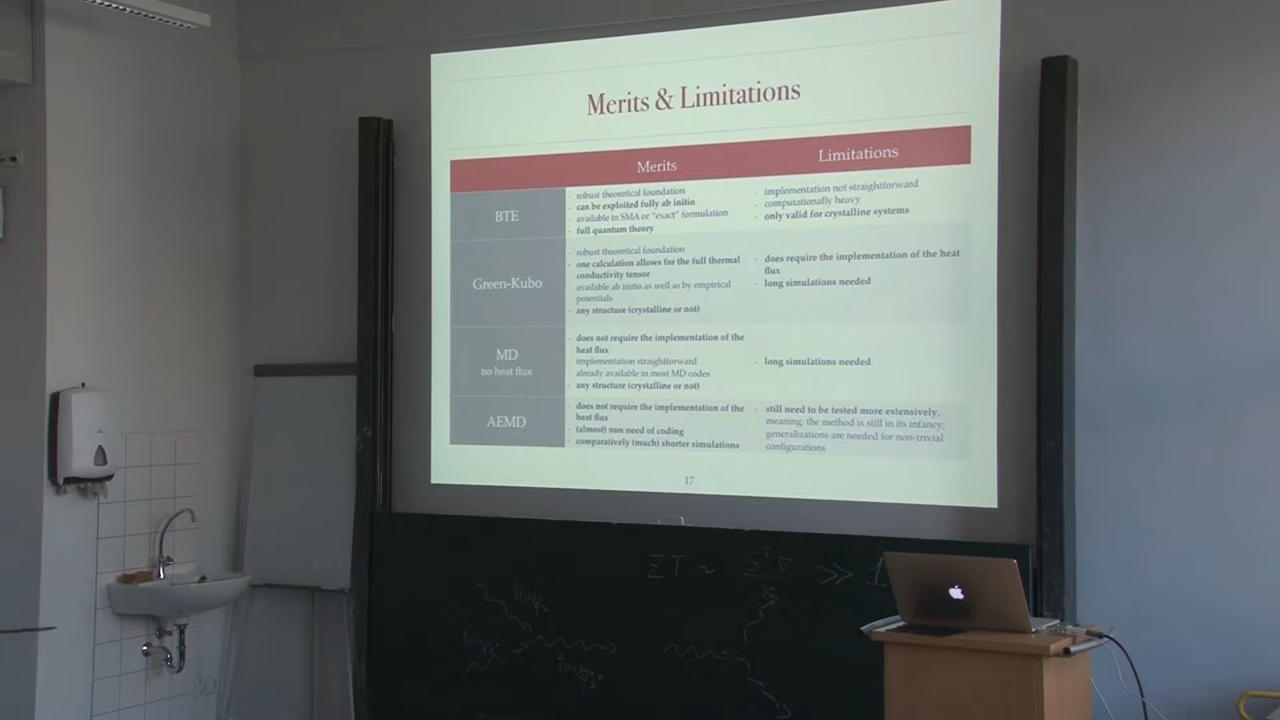 Merits & Limitations
Merits
Limitations
BTE
- robust theoretical foundation
- can be exploited fully ab initio
available in SMA or "exact" formulation
- full quantum theory
- implementation not straightforward
- computationally heavy
- only valid for crystalline systems
Green-Kubo
- robust theoretical foundation
- one calculation allows for the full thermal
conductivity tensor
available ab initio as well as by empirical
potentials
- any structure (crystalline or not)
- does require the implementation of the heat
flux
- long simulations needed
MD
no heat flux
- does not require the implementation of the
heat flux
- implementation straightforward
already available in most MD codes
- any structure (crystalline or not)
- long simulations needed
AEMD
- does not require the implementation of the
heat flux
- (almost) non need of coding
- comparatively (much) shorter simulations
- still need to be tested more extensively,
meaning: the method is still in its infancy;
generalizations are needed for non-trivial
configurations
17